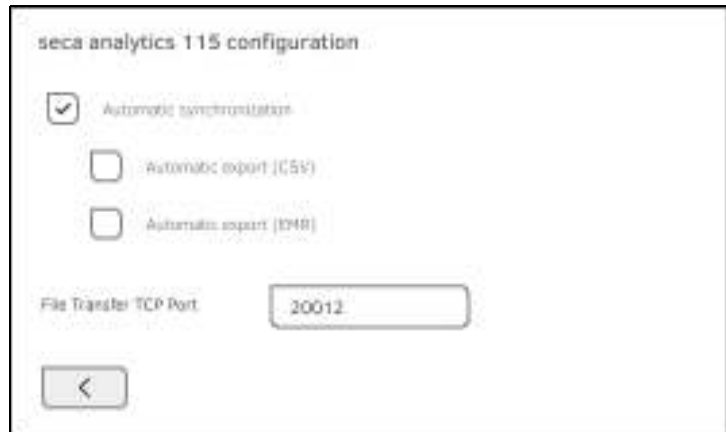 seca analytics 115 configuration
Automatic synchronization
Automatic export (CSV)
Automatic export (EMR)
File Transfer TCP Port
20012